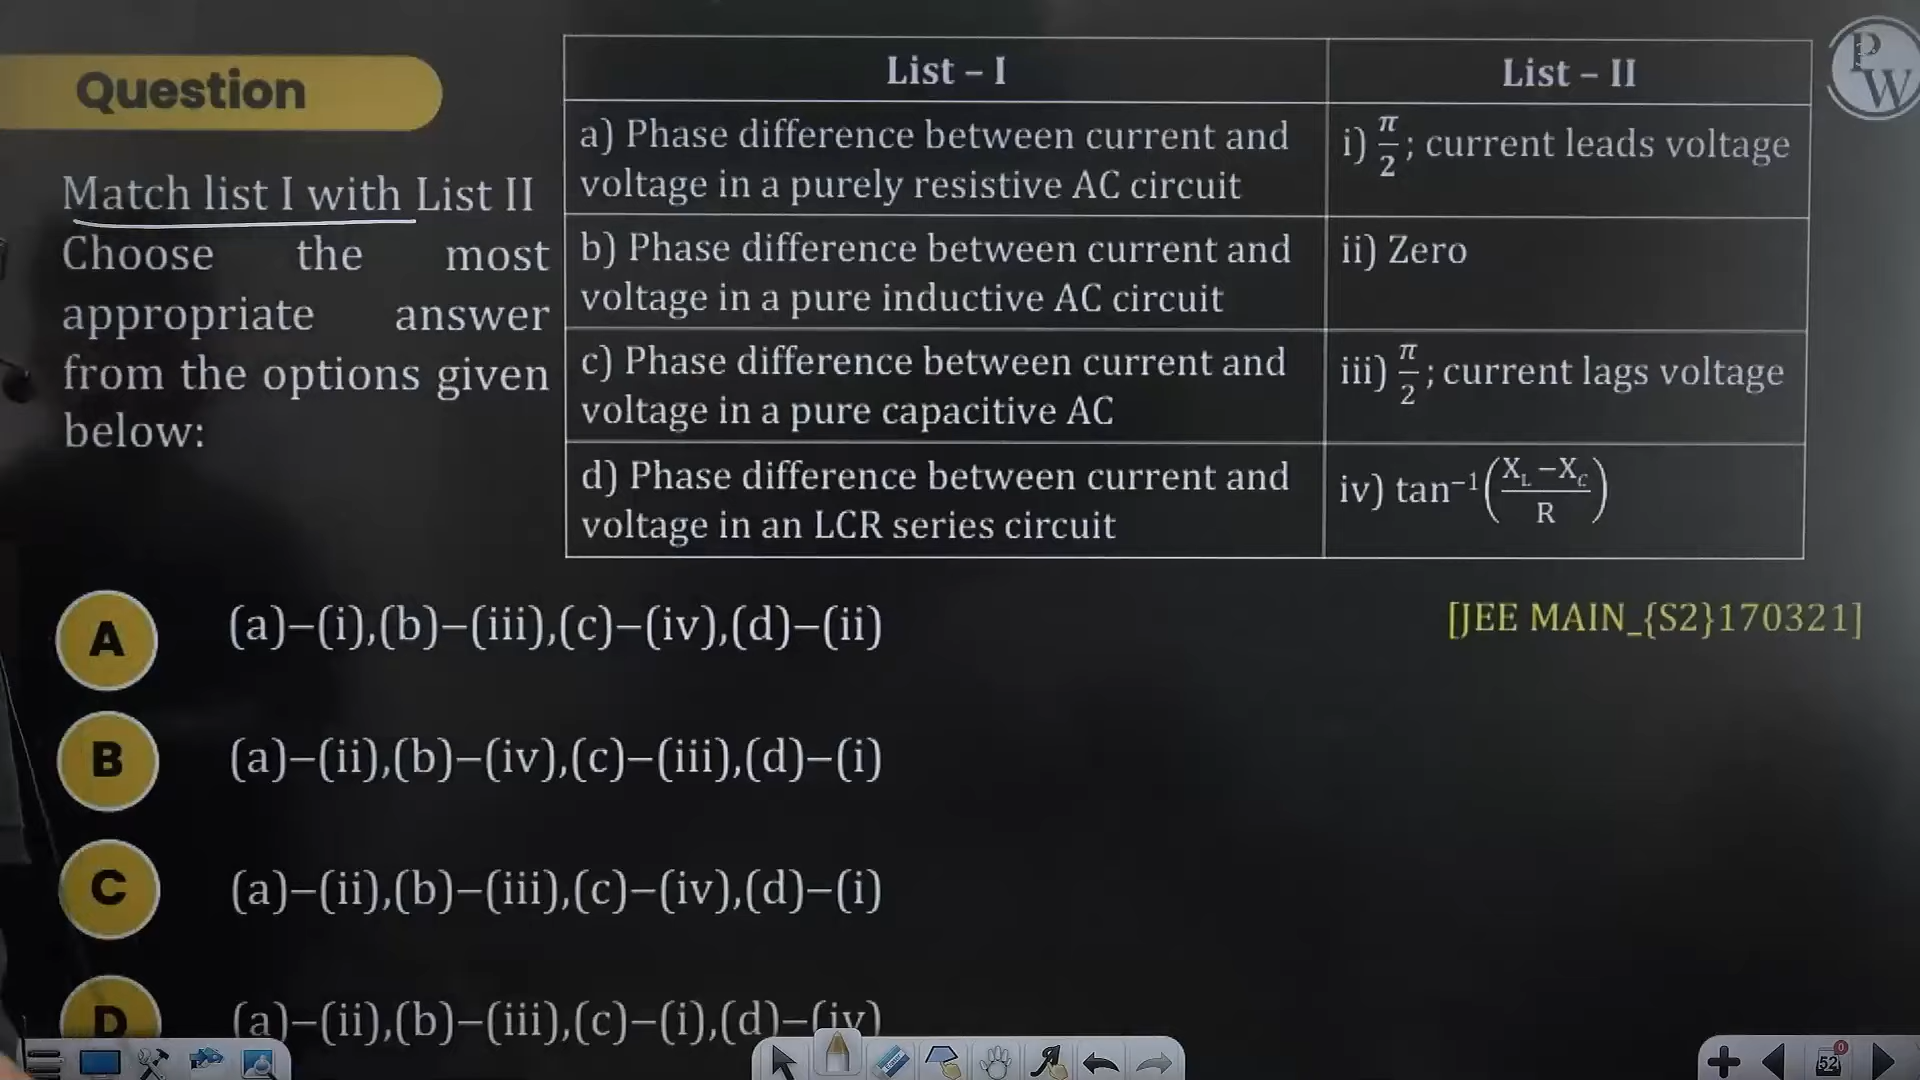 Question
Match list I with List II
Choose the most
appropriate answer
from the options given
below:
List – I
List – II
a) Phase difference between current and
voltage in a purely resistive AC circuit
i) π/2; current leads voltage
b) Phase difference between current and
voltage in a pure inductive AC circuit
ii) Zero
c) Phase difference between current and
voltage in a pure capacitive AC
iii) π/2; current lags voltage
d) Phase difference between current and
voltage in an LCR series circuit
iv) tan⁻¹((X_L – X_C)/R)
[JEE MAIN_{S2}170321]
A (a)–(i),(b)–(iii),(c)–(iv),(d)–(ii)
B (a)–(ii),(b)–(iv),(c)–(iii),(d)–(i)
C (a)–(ii),(b)–(iii),(c)–(iv),(d)–(i)
D (a)–(ii),(b)–(iii),(c)–(i),(d)–(iv)
PW
52
0